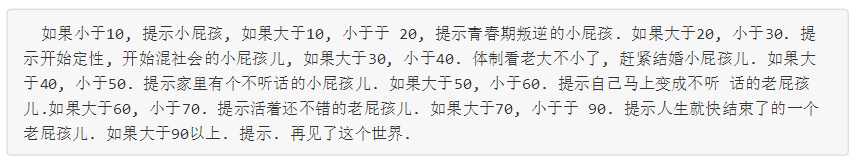 如果小于10, 提示小屁孩, 如果大于10, 小于于 20, 提示青春期叛逆的小屁孩. 如果大于20, 小于30. 提
示开始定性, 开始混社会的小屁孩儿, 如果大于30, 小于40. 体制看老大不小了, 赶紧结婚小屁孩儿. 如果大
于40, 小于50. 提示家里有个不听话的小屁孩儿. 如果大于50, 小于60. 提示自己马上变成不听 话的老屁孩
儿.如果大于60, 小于70. 提示活着还不错的老屁孩儿. 如果大于70, 小于于 90. 提示人生就快结束了的一个
老屁孩儿. 如果大于90以上. 提示. 再见了这个世界.